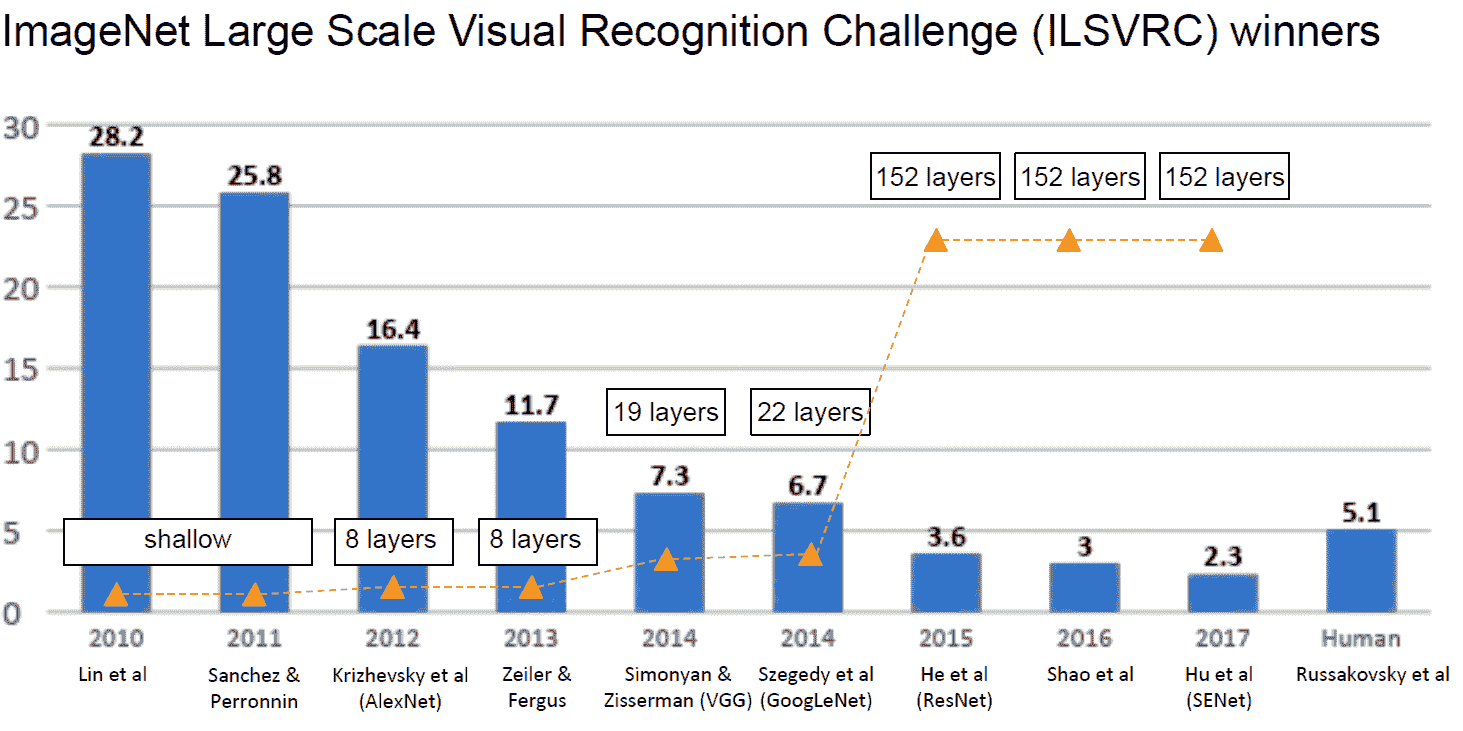 ImageNet Large Scale Visual Recognition Challenge (ILSVRC) winners
30
25
20
15
10
5
0
28.2
25.8
16.4
11.7
7.3
6.7
3.6
3
2.3
5.1
shallow
8 layers
8 layers
19 layers
22 layers
152 layers
152 layers
152 layers
2010
Lin et al
2011
Sanchez &
Perronnin
2012
Krizhevsky et al
(AlexNet)
2013
Zeiler &
Fergus
2014
Simonyan &
Zisserman (VGG)
2014
Szegedy et al
(GoogLeNet)
2015
He et al
(ResNet)
2016
Shao et al
2017
Hu et al
(SENet)
Human
Russakovsky et al